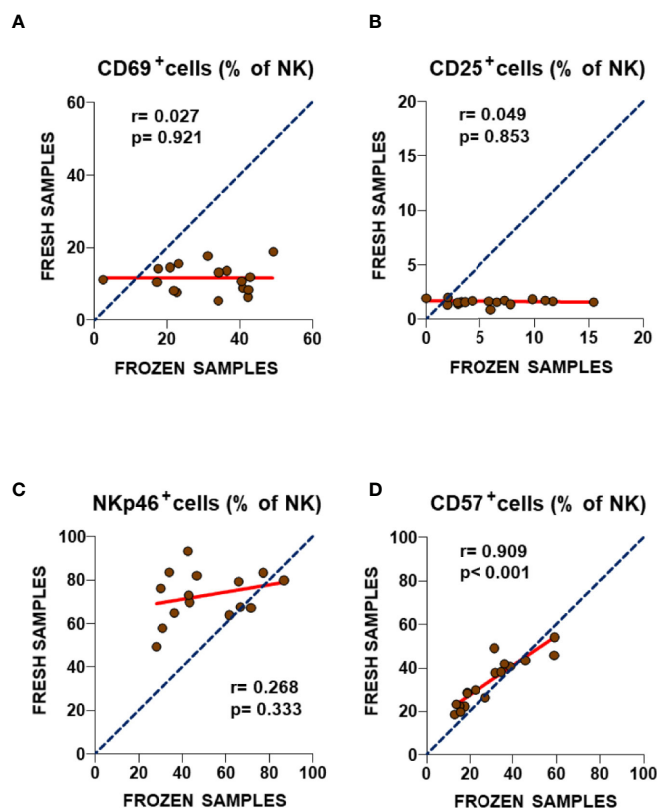 A
CD69⁺cells (% of NK)
60
40
20
0
r= 0.027
p= 0.921
FRESH SAMPLES
0 20 40 60
FROZEN SAMPLES
B
CD25⁺cells (% of NK)
20
15
10
5
0
r= 0.049
p= 0.853
FRESH SAMPLES
0 5 10 15 20
FROZEN SAMPLES
C
NKp46⁺cells (% of NK)
100
80
60
40
20
0
r= 0.268
p= 0.333
FRESH SAMPLES
0 20 40 60 80 100
FROZEN SAMPLES
D
CD57⁺cells (% of NK)
100
80
60
40
20
0
r= 0.909
p< 0.001
FRESH SAMPLES
0 20 40 60 80 100
FROZEN SAMPLES